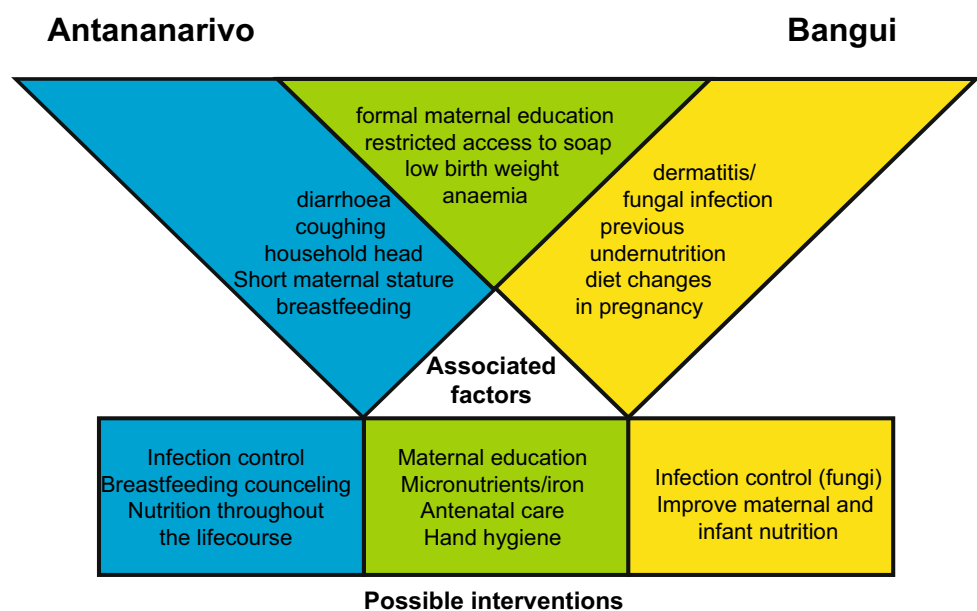 Antananarivo
Bangui
formal maternal education
restricted access to soap
low birth weight
anaemia
diarrhoea
coughing
household head
Short maternal stature
breastfeeding
dermatitis/
fungal infection
previous
undernutrition
diet changes
in pregnancy
Associated
factors
Infection control
Breastfeeding counceling
Nutrition throughout
the lifecourse
Maternal education
Micronutrients/iron
Antenatal care
Hand hygiene
Infection control (fungi)
Improve maternal and
infant nutrition
Possible interventions